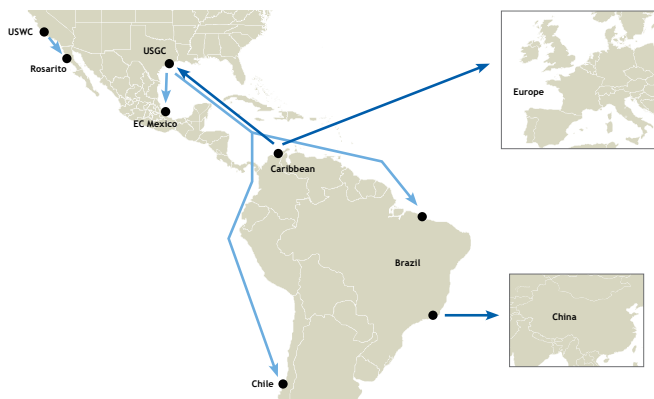 USWC
Rosarito
USGC
EC Mexico
Caribbean
Europe
Brazil
China
Chile